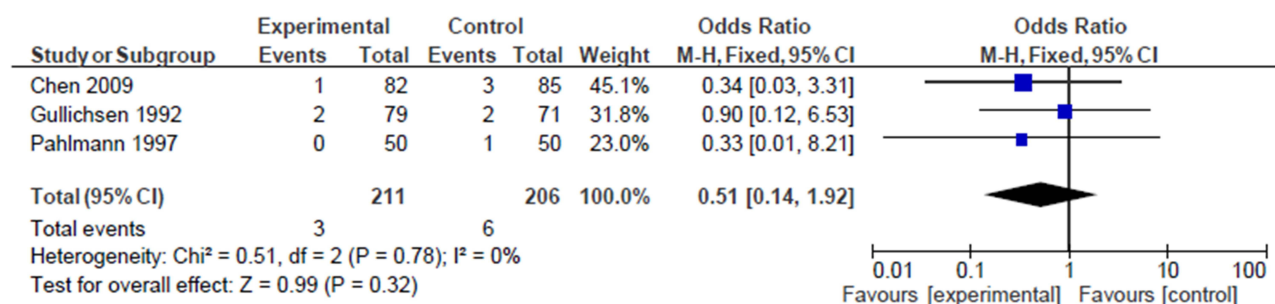 Experimental Control Odds Ratio Odds Ratio
Study or Subgroup Events Total Events Total Weight M-H, Fixed, 95% CI M-H, Fixed, 95% CI
Chen 2009 1 82 3 85 45.1% 0.34 [0.03, 3.31]
Gullichsen 1992 2 79 2 71 31.8% 0.90 [0.12, 6.53]
Pahlmann 1997 0 50 1 50 23.0% 0.33 [0.01, 8.21]
Total (95% CI) 211 206 100.0% 0.51 [0.14, 1.92]
Total events 3 6
Heterogeneity: Chi² = 0.51, df = 2 (P = 0.78); I² = 0%
Test for overall effect: Z = 0.99 (P = 0.32)
0.01 0.1 1 10 100
Favours [experimental] Favours [control]